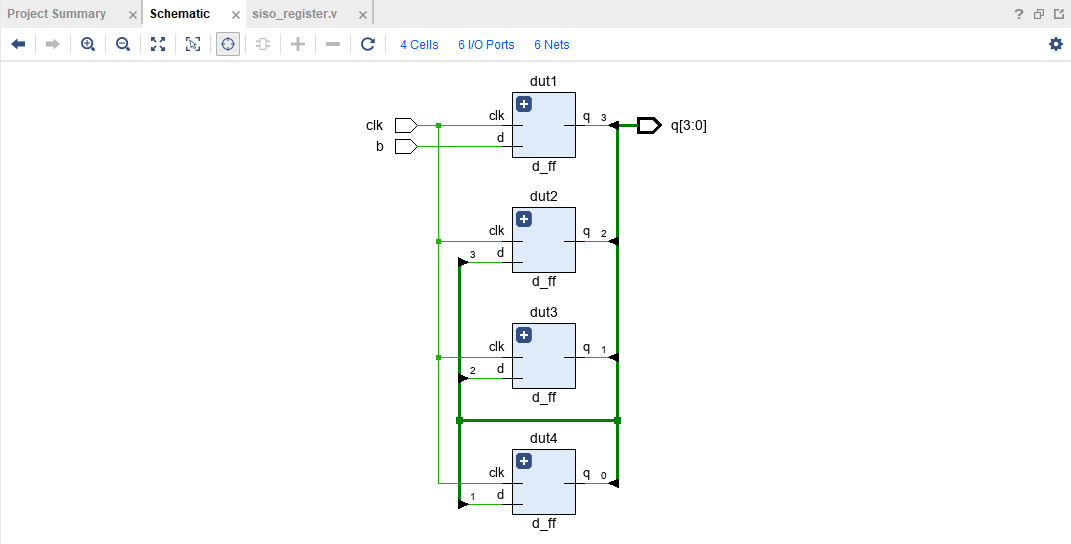 Project Summary × Schematic × siso_register.v ×
?
4 Cells 6 I/O Ports 6 Nets
dut1
clk
b
clk
d
q 3
q[3:0]
d_ff
dut2
clk
3 d
q 2
d_ff
dut3
clk
2 d
q 1
d_ff
dut4
clk
1 d
q 0
d_ff